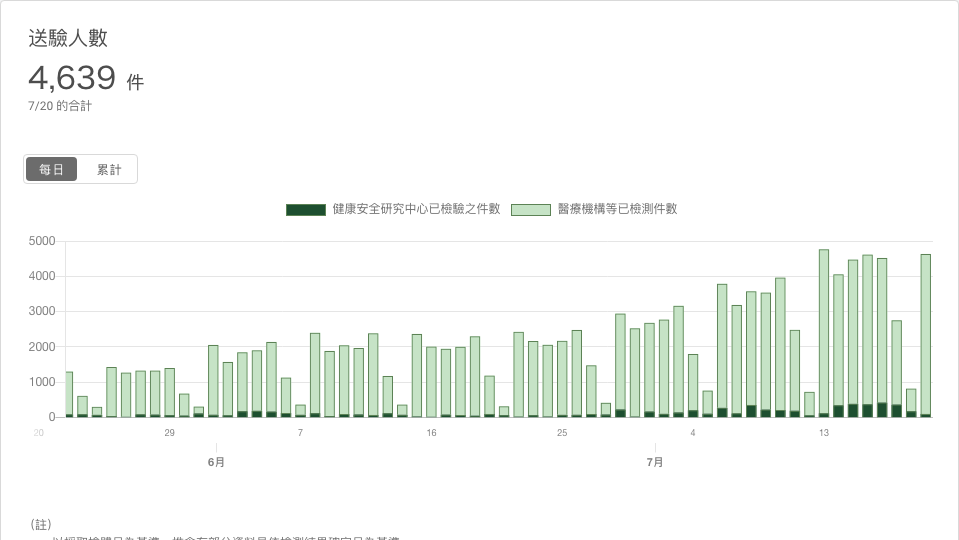 送驗人數
4,639 件
7/20 的合計
每日 累計
健康安全研究中心已檢驗之件數 醫療機構等已檢測件數
5000
4000
3000
2000
1000
0
20 29 7 16 25 4 13
6月 7月
（註）